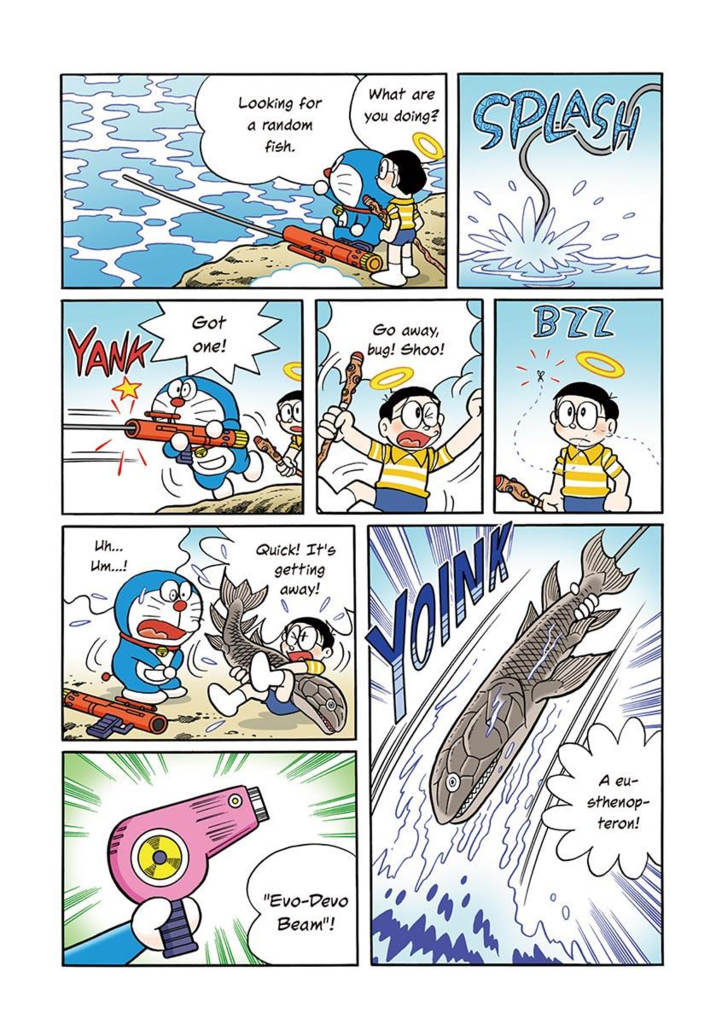 SPLASH
What are
you doing?
Looking for
a random
fish.
BZZ
Go away,
bug! Shoo!
Got
one!
YANK
YOINK
A eu-
sthenop-
teron!
Quick! It's
getting
away!
Uh...
Um...!
"Evo-Devo
Beam"!